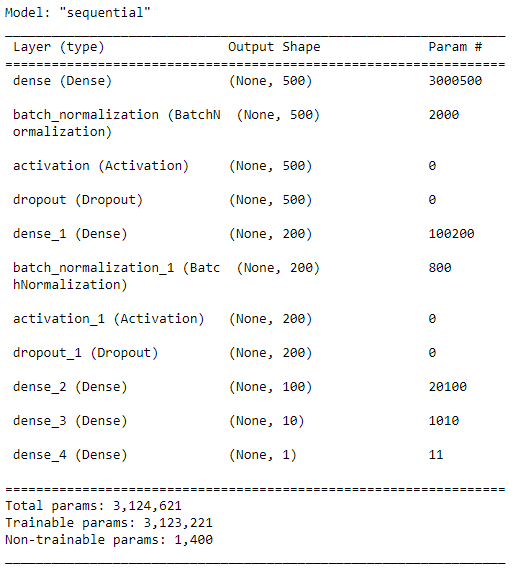 Model: "sequential"
Layer (type) Output Shape Param #
dense (Dense) (None, 500) 3000500
batch_normalization (BatchN (None, 500) 2000
ormalization)
activation (Activation) (None, 500) 0
dropout (Dropout) (None, 500) 0
dense_1 (Dense) (None, 200) 100200
batch_normalization_1 (Batc (None, 200) 800
hNormalization)
activation_1 (Activation) (None, 200) 0
dropout_1 (Dropout) (None, 200) 0
dense_2 (Dense) (None, 100) 20100
dense_3 (Dense) (None, 10) 1010
dense_4 (Dense) (None, 1) 11
Total params: 3,124,621
Trainable params: 3,123,221
Non-trainable params: 1,400